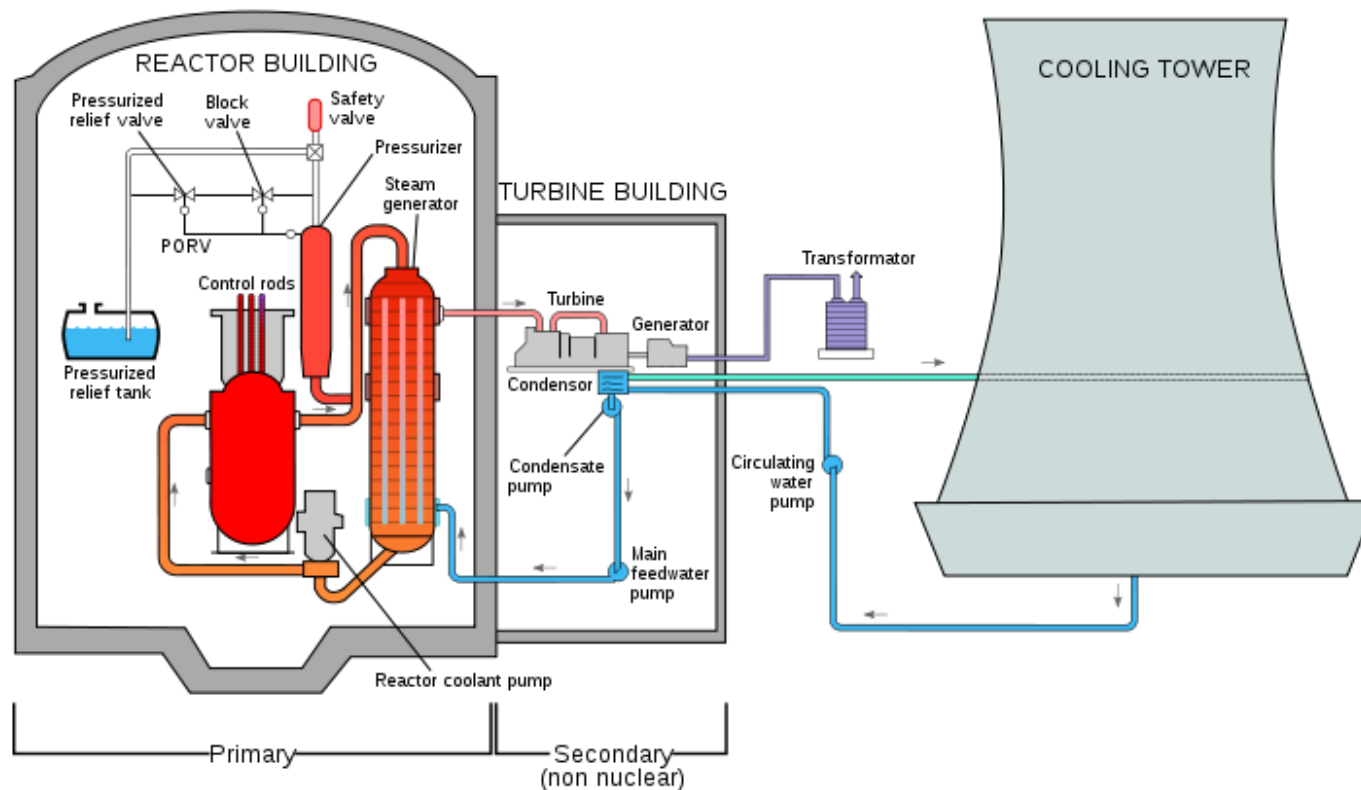 REACTOR BUILDING
Pressurized
relief valve
Block
valve
Safety
valve
Pressurizer
Steam
generator
PORV
Control rods
Pressurized
relief tank
Reactor coolant pump
TURBINE BUILDING
Turbine
Generator
Condensor
Condensate
pump
Main
feedwater
pump
Transformator
Circulating
water
pump
COOLING TOWER
Primary
Secondary
(non nuclear)